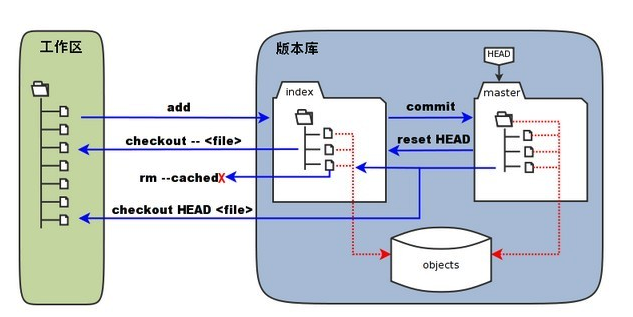 工作区
版本库
HEAD
index
master
add
commit
checkout -- <file>
reset HEAD
rm --cached
X
checkout HEAD <file>
objects